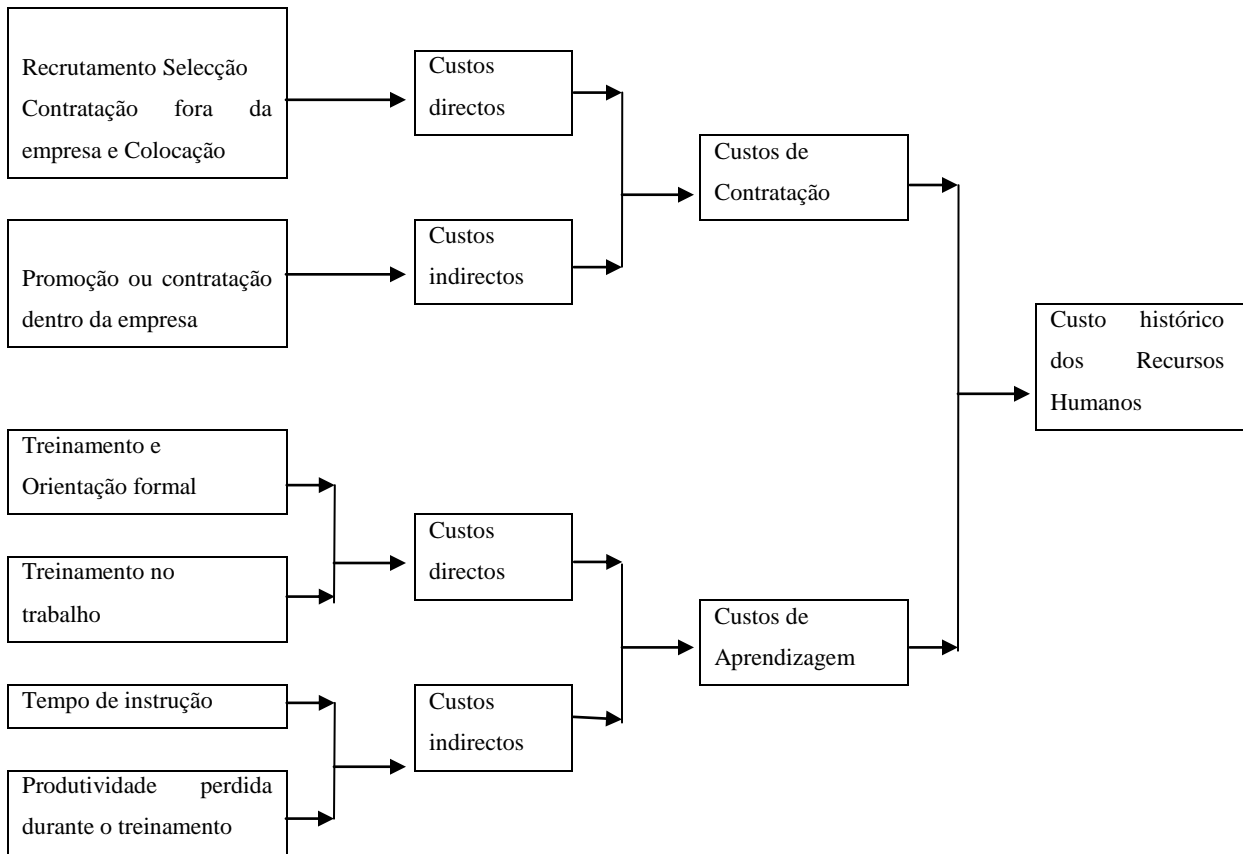 Recrutamento Selecção
Contratação fora da
empresa e Colocação
Custos
directos
Custos de
Contratação
Promoção ou contratação
dentro da empresa
Custos
indirectos
Custo histórico
dos Recursos
Humanos
Treinamento e
Orientação formal
Treinamento no
trabalho
Custos
directos
Custos de
Aprendizagem
Tempo de instrução
Produtividade perdida
durante o treinamento
Custos
indirectos